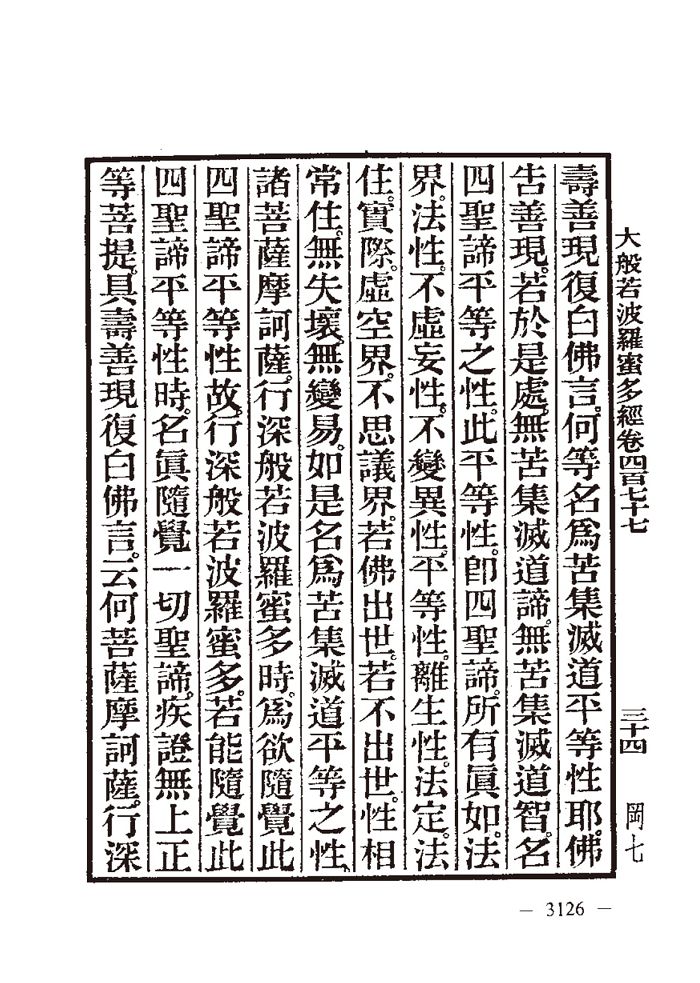 大般若波羅蜜多經卷四百七十七 三十四 岡七
壽善現復白佛言。何等名爲苦集滅道平等性耶。佛
告善現。若於是處。無苦集滅道諦。無苦集滅道智。名
四聖諦平等之性。此平等性。卽四聖諦。所有眞如。法
界。法性。不虛妄性。不變異性。平等性。離生性。法定。法
住。實際。虛空界。不思議界。若佛出世。若不出世。性相
常住。無失壞。無變易。如是名爲苦集滅道平等之性。
諸菩薩摩訶薩。行深般若波羅蜜多時。爲欲隨覺此
四聖諦平等性故。行深般若波羅蜜多。若能隨覺此
四聖諦平等性時。名眞隨覺一切聖諦。疾證無上正
等菩提。具壽善現復白佛言。云何菩薩摩訶薩。行深
— 3126 —